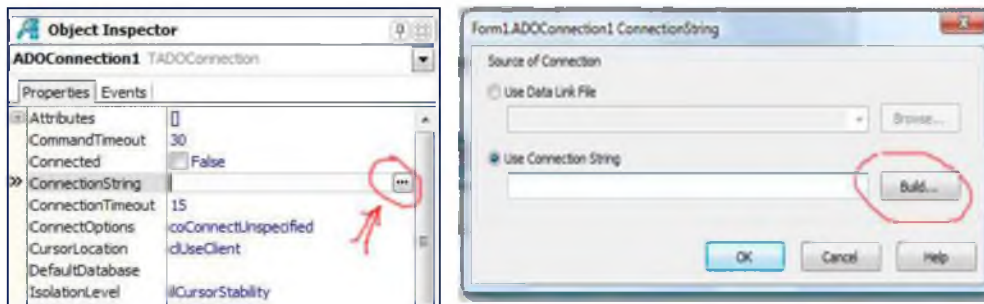 Object Inspector
ADOConnection1 TADOConnection
Properties Events
Attributes []
CommandTimeout 30
Connected False
ConnectionString
ConnectionTimeout 15
ConnectOptions coConnectUnspecified
CursorLocation clUseClient
DefaultDatabase
IsolationLevel ilCursorStability
Form1.ADOConnection1 ConnectionString
Source of Connection
Use Data Link File
Browse...
Use Connection String
Build...
OK Cancel Help